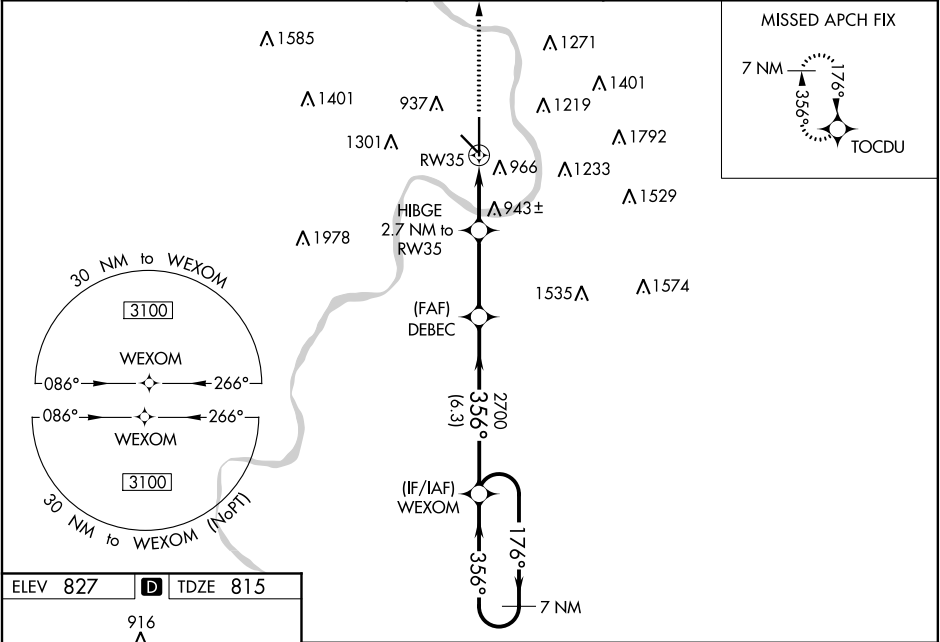 MISSED APCH FIX
7 NM
176°
356°
TOCDU
1585
1271
1401
1401
937
1219
1301
1792
RW35
966
1233
1529
HIBGE
2.7 NM to
RW35
943±
1978
1535
1574
(FAF)
DEBEC
30 NM to WEXOM
3100
WEXOM
086°
266°
086°
266°
WEXOM
3100
30 NM to WEXOM (NoPT)
2700
356°
(6.3)
(IF/IAF)
WEXOM
176°
356°
7 NM
ELEV 827 D TDZE 815
916